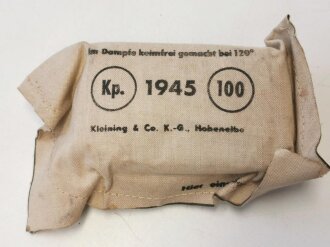 im Dampfe keimfrei gemacht bei 120°
Kp. 1945 100
Kleining & Co. K.-G., Hohenelbe